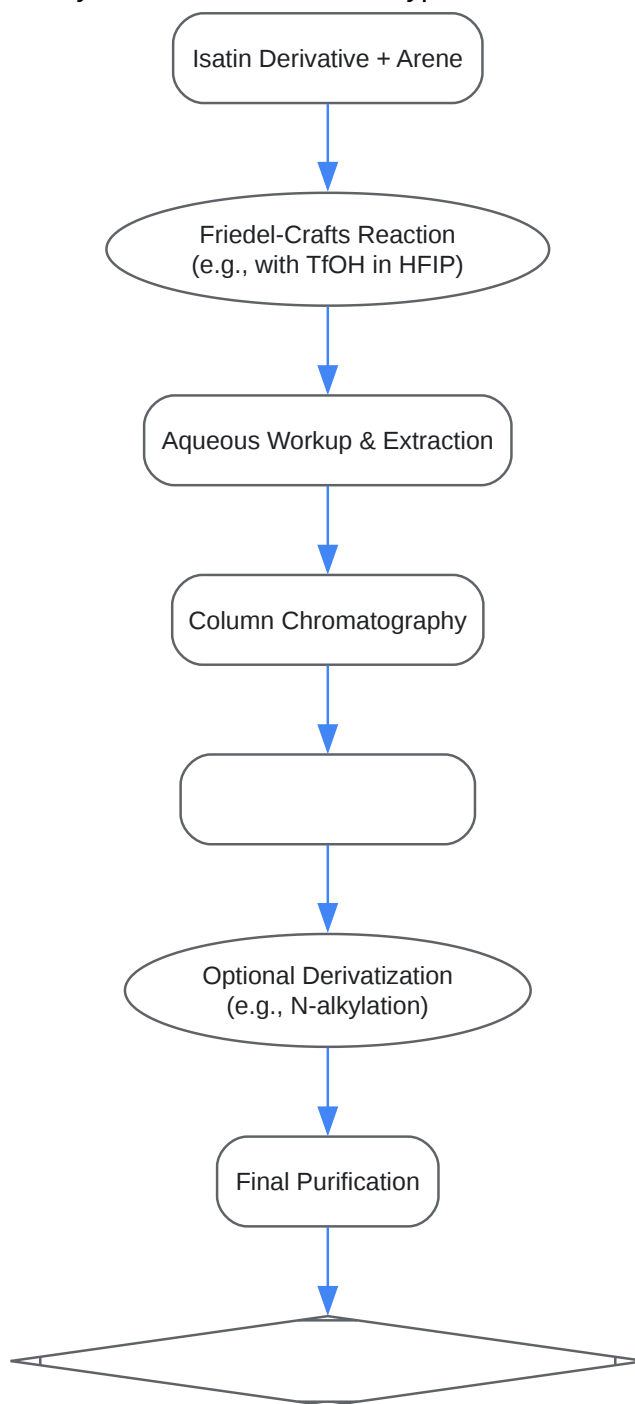 Isatin Derivative + Arene
Friedel-Crafts Reaction
(e.g., with TfOH in HFIP)
Aqueous Workup & Extraction
Column Chromatography
Optional Derivatization
(e.g., N-alkylation)
Final Purification